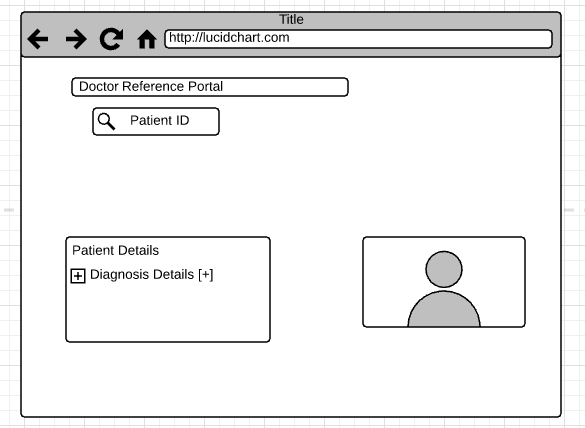 Title
http://lucidchart.com
Doctor Reference Portal
Patient ID
Patient Details
Diagnosis Details [+]